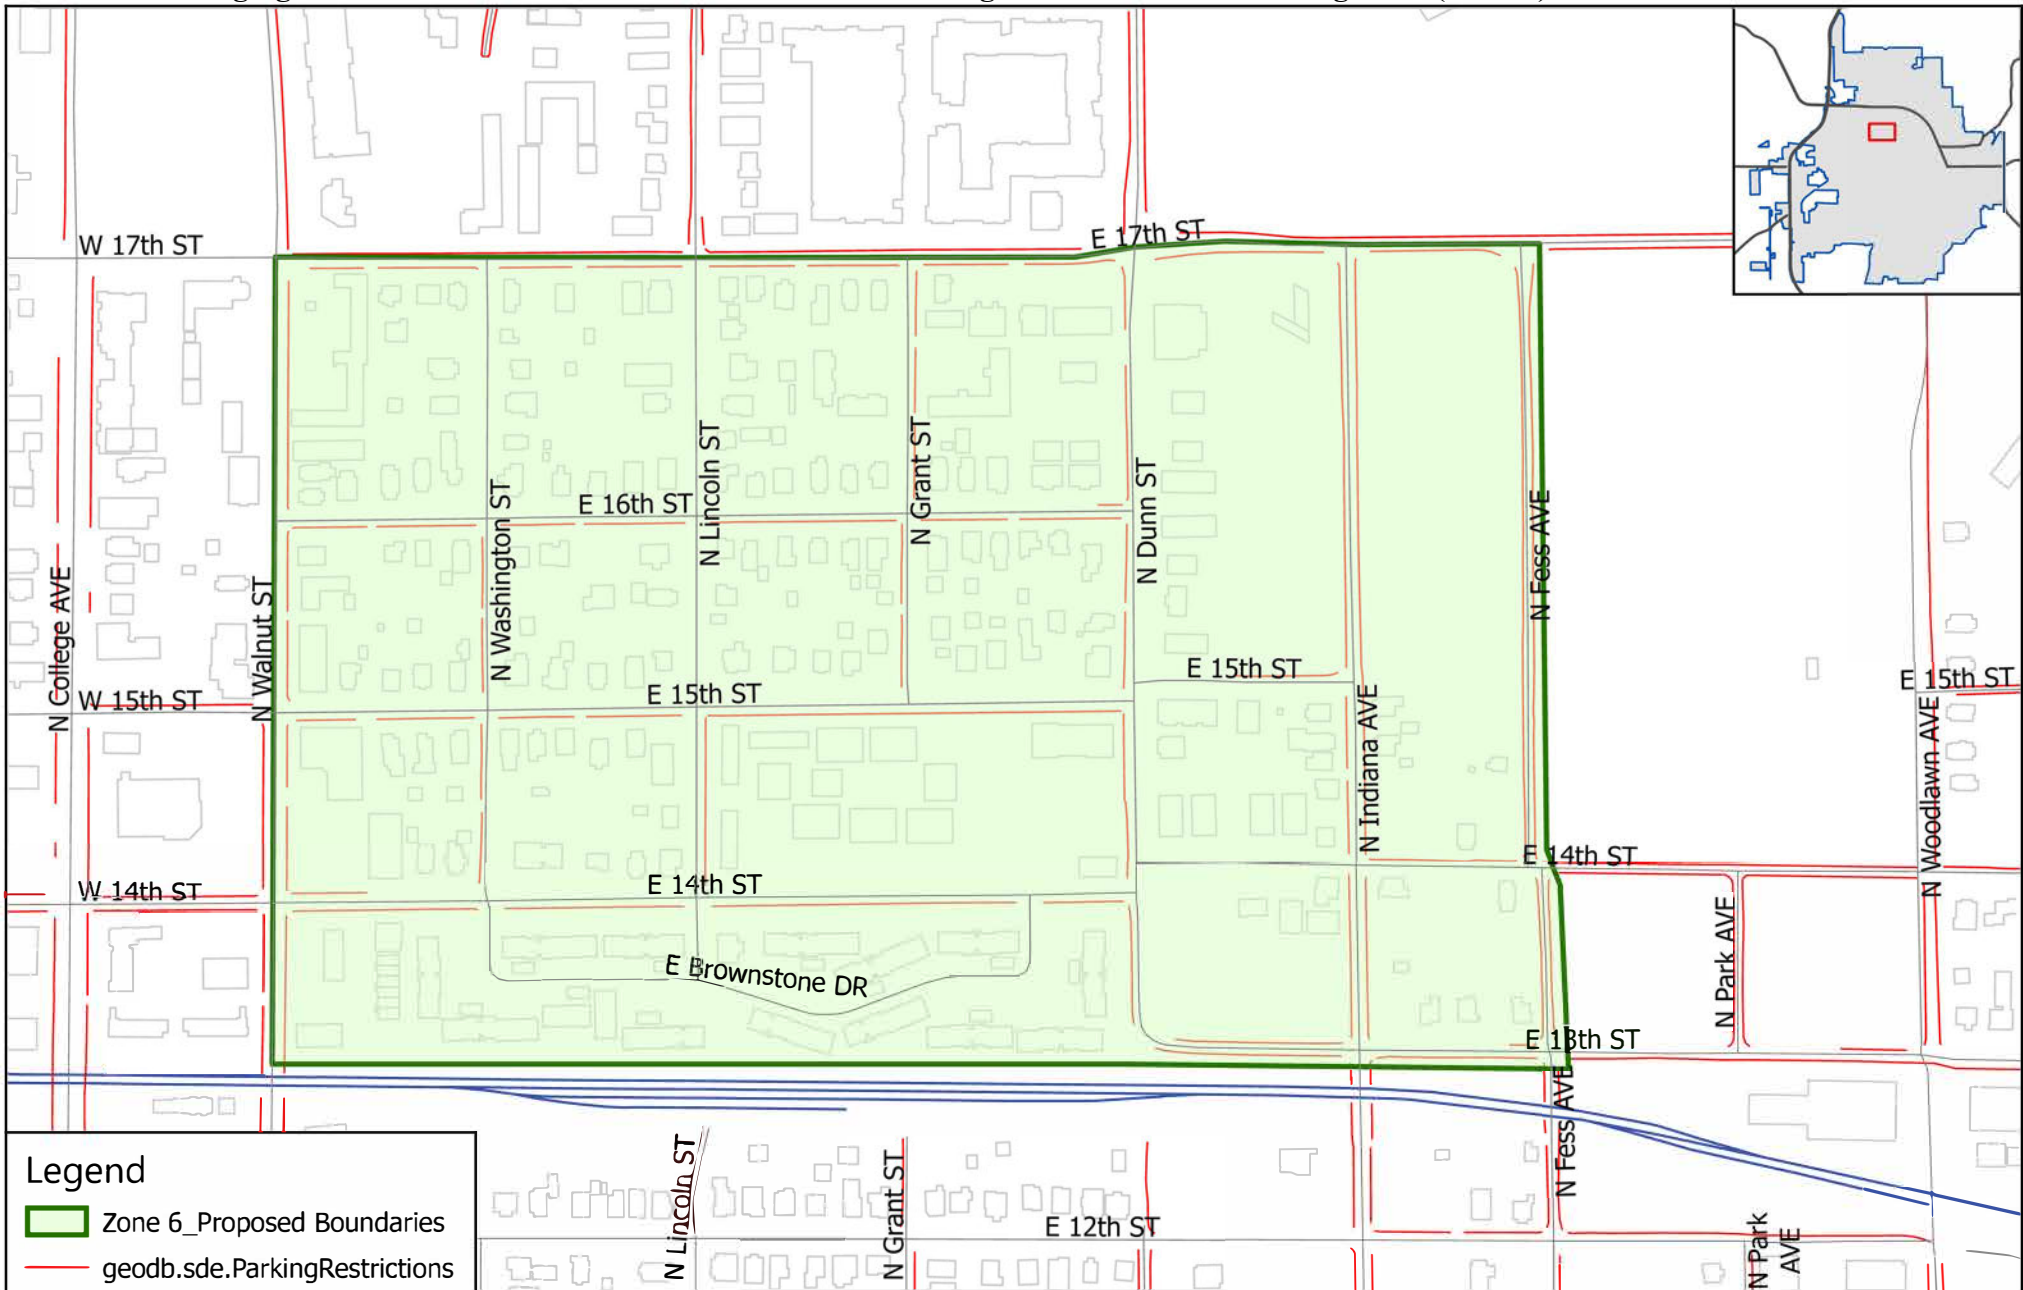 W 17th ST
E 17th ST
E 16th ST
N Washington ST
N Lincoln ST
N Grant ST
N Dunn ST
N Fess AVE
N College AVE
N Walnut ST
W 15th ST
E 15th ST
E 15th ST
E 15th ST
N Indiana AVE
N Woodlawn AVE
W 14th ST
E 14th ST
E 14th ST
N Park AVE
E Brownstone DR
E 13th ST
N Fess AVE
N Lincoln ST
N Grant ST
E 12th ST
N Park
AVE
Legend
Zone 6_Proposed Boundaries
geodb.sde.ParkingRestrictions